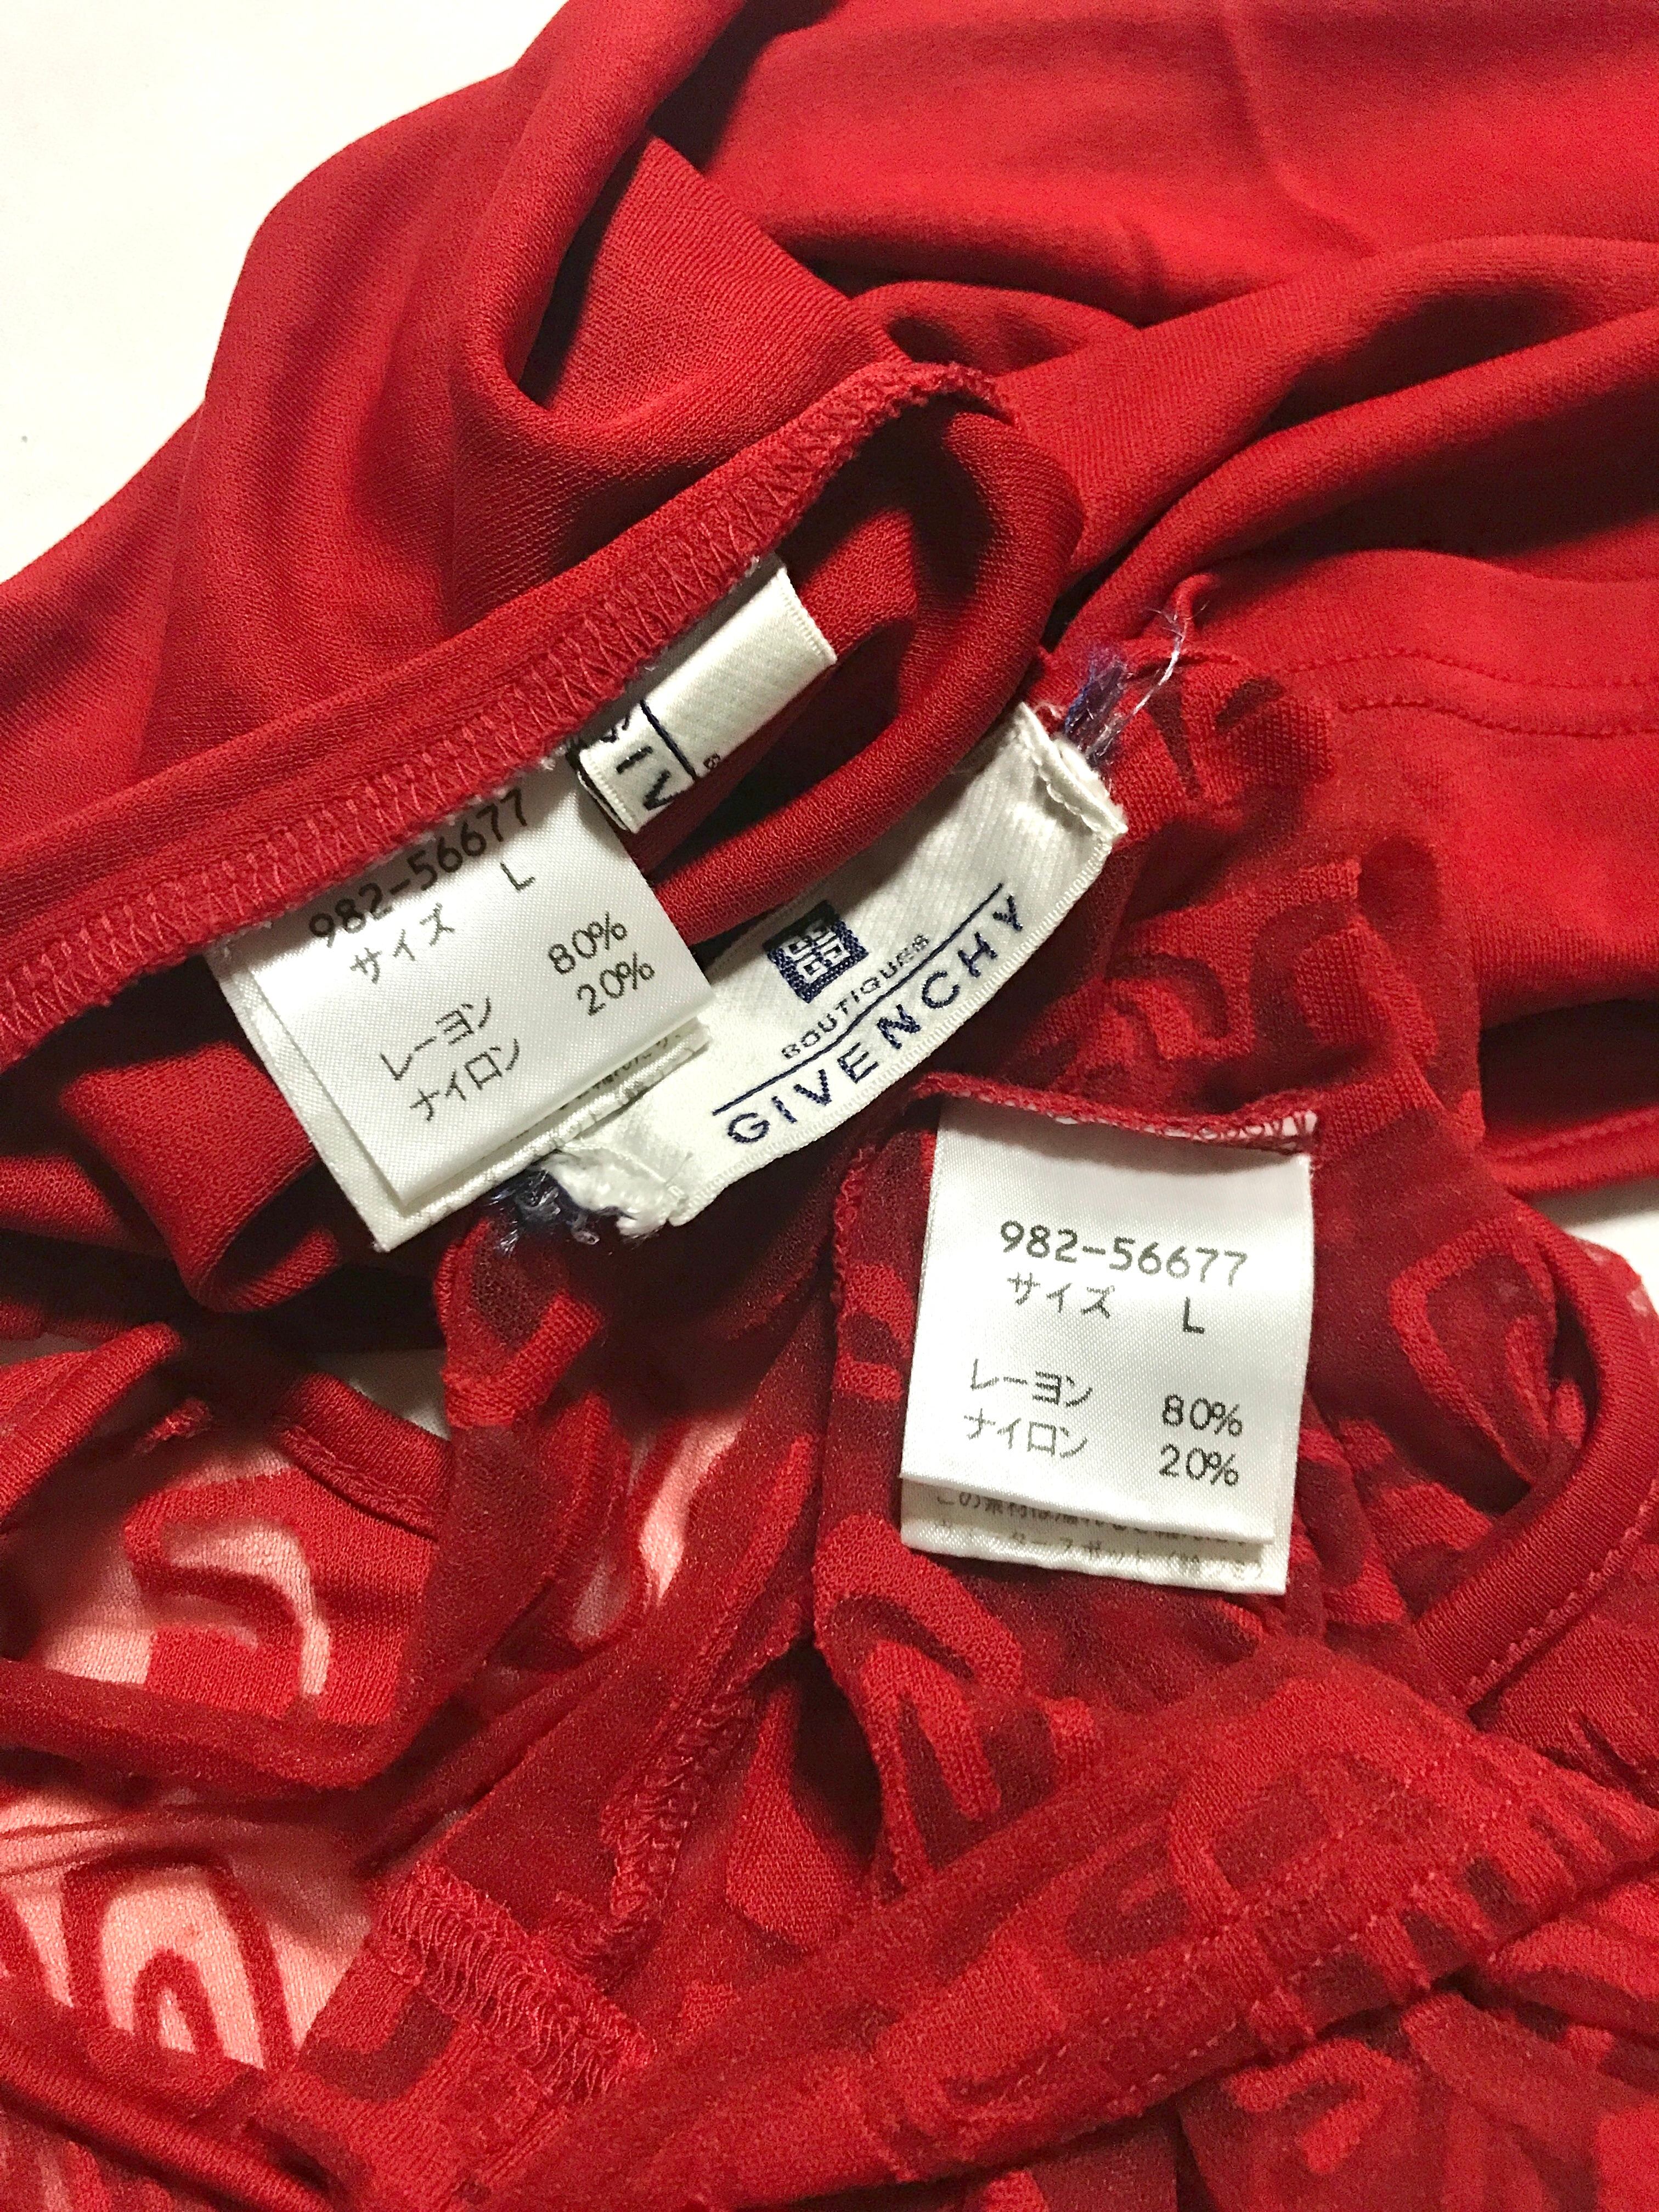 982-56677
サイズ L
レーヨン 80%
ナイロン 20%
GIV
BOUTIQUES
GIVENCHY
982-56677
サイズ L
レーヨン 80%
ナイロン 20%